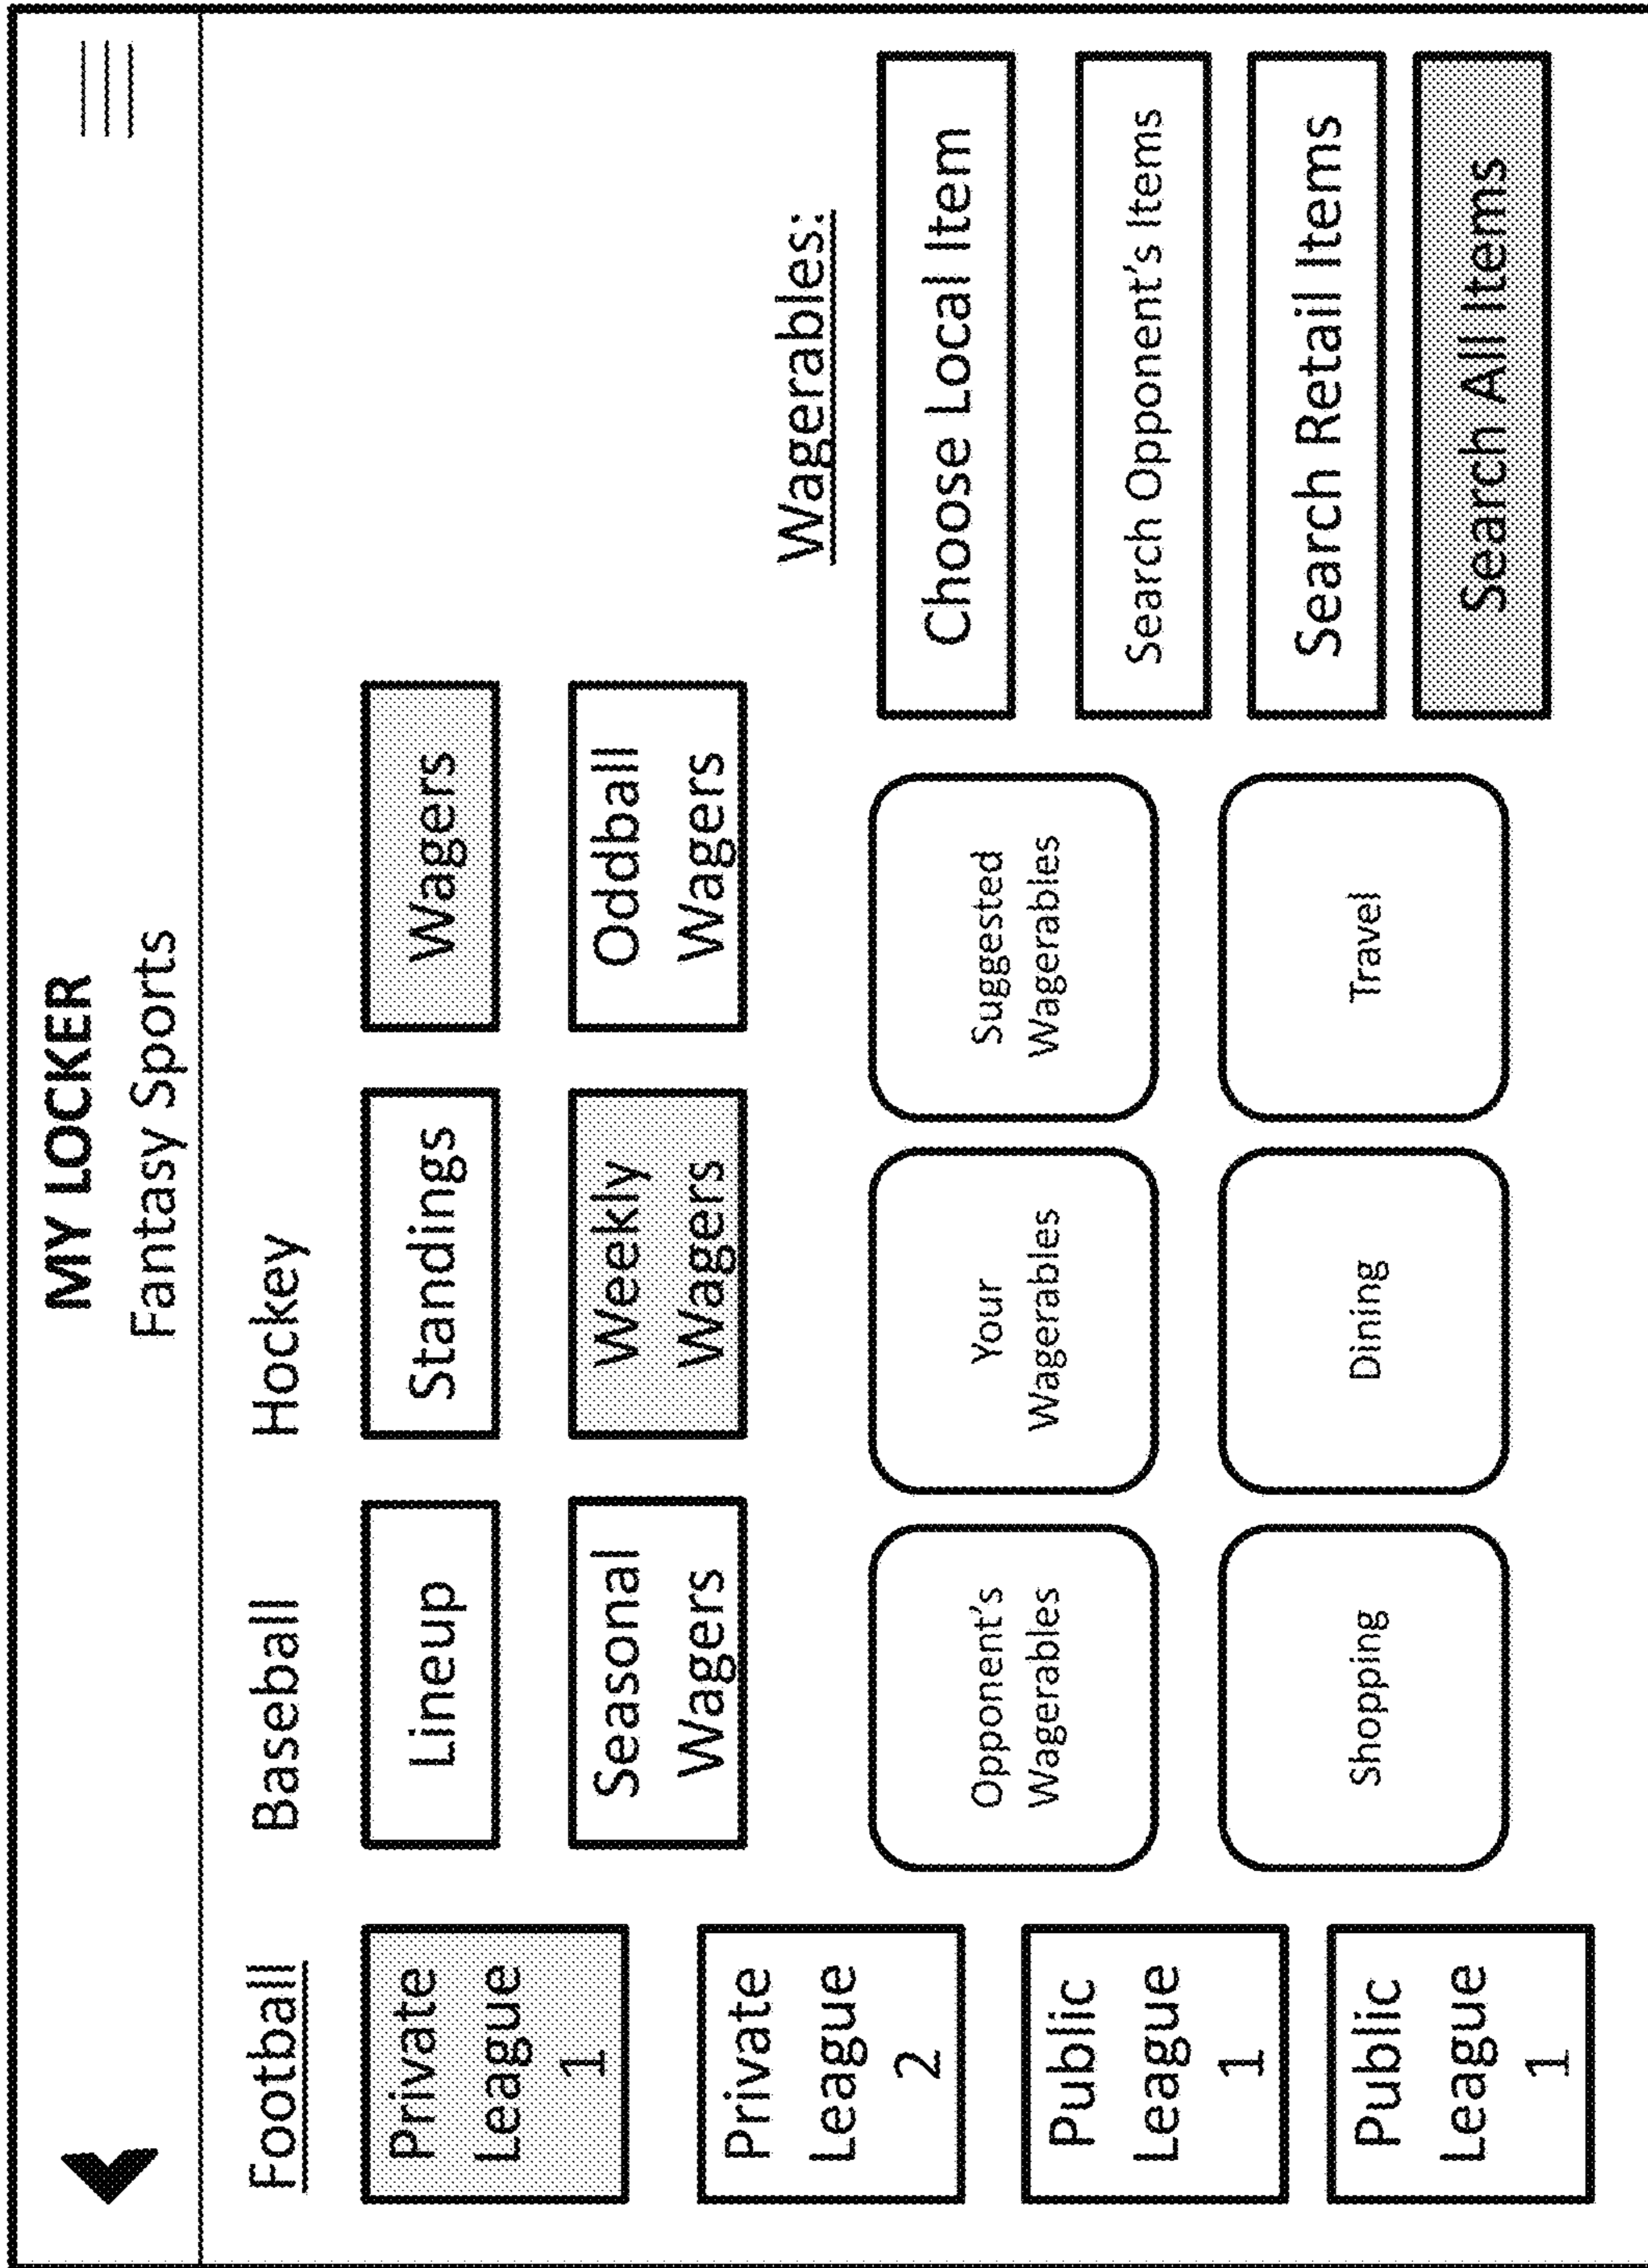 MY LOCKER
Fantasy Sports
Football
Baseball
Hockey
Private
League
1
Lineup
Standings
Wagers
Seasonal
Wagers
Weekly
Wagers
Oddball
Wagers
Private
League
2
Public
League
1
Public
League
1
Wagerables:
Opponent's
Wagerables
Your
Wagerables
Suggested
Wagerables
Choose Local Item
Search Opponent's Items
Shopping
Dining
Travel
Search Retail Items
Search All Items